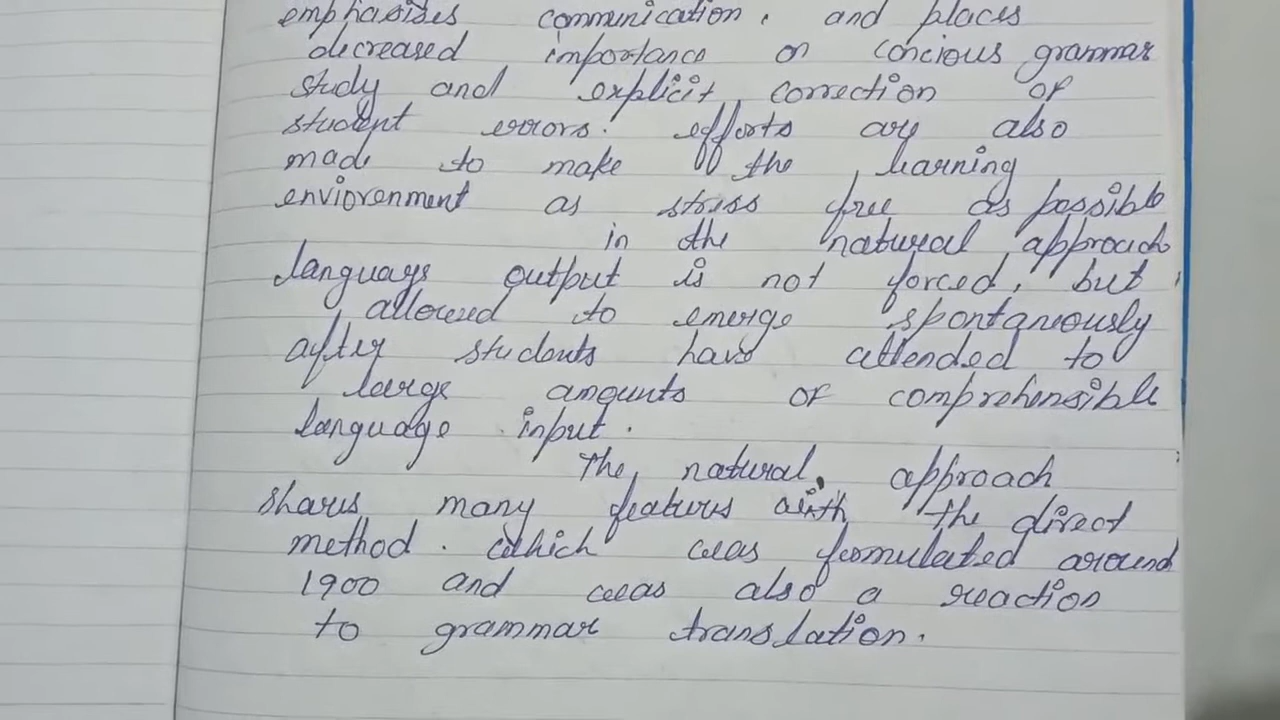 emphasises communication, and places
decreased importance on concious grammar
study and explicit correction of
student errors. efforts are also
made to make the learning
enviorenment as stress free as possible
in the natural approach
language output is not forced, but
allowed to emerge spontaneously
after students have attended to
large amounts of comprehensible
language input.
The natural approach
shares many features with the direct
method. which was formulated around
1900 and was also a reaction
to grammar translation.